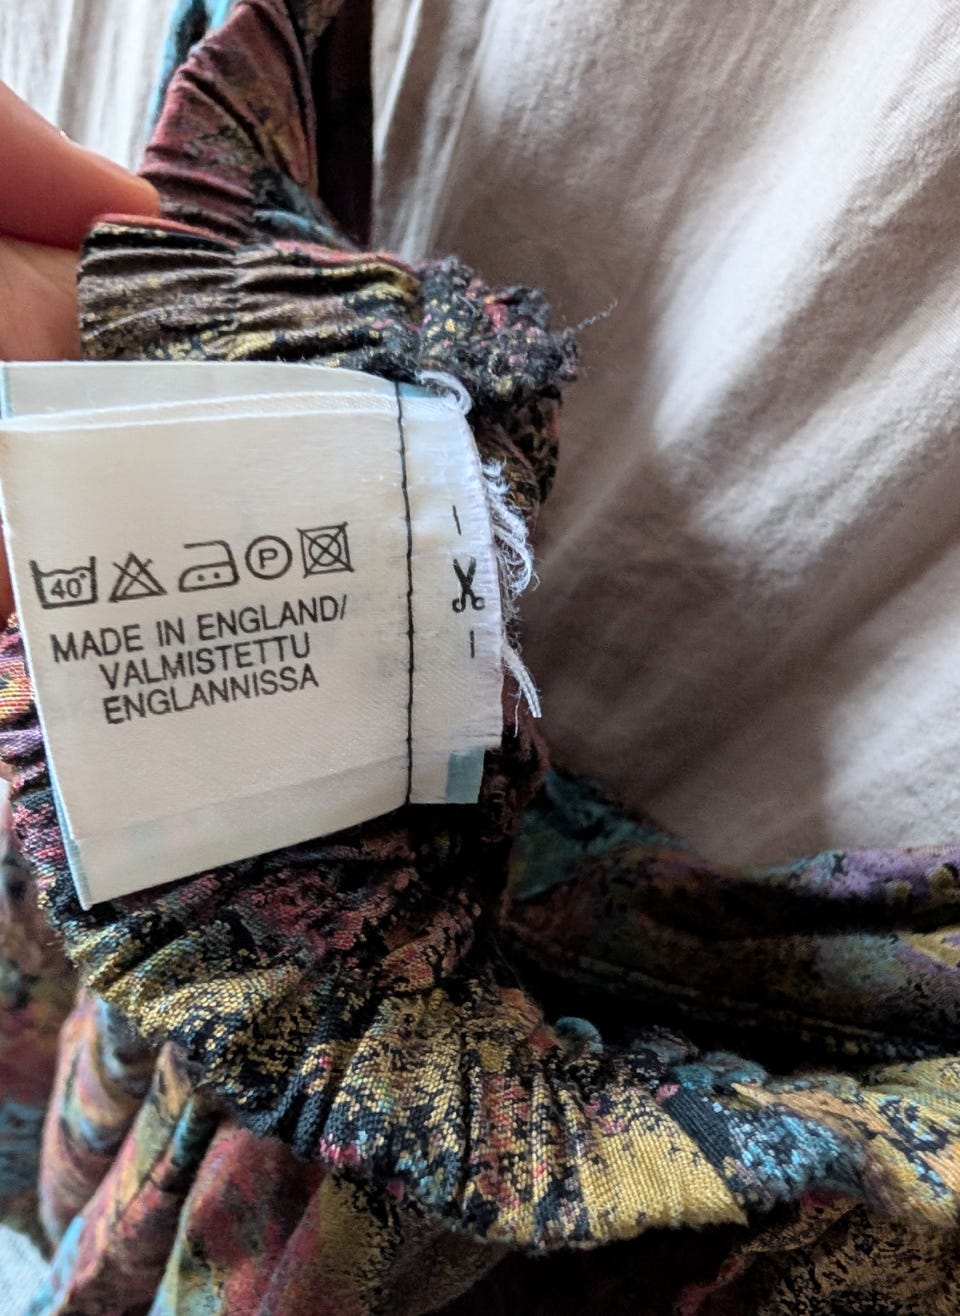 40°
P
MADE IN ENGLAND/
VALMISTETTU
ENGLANNISSA